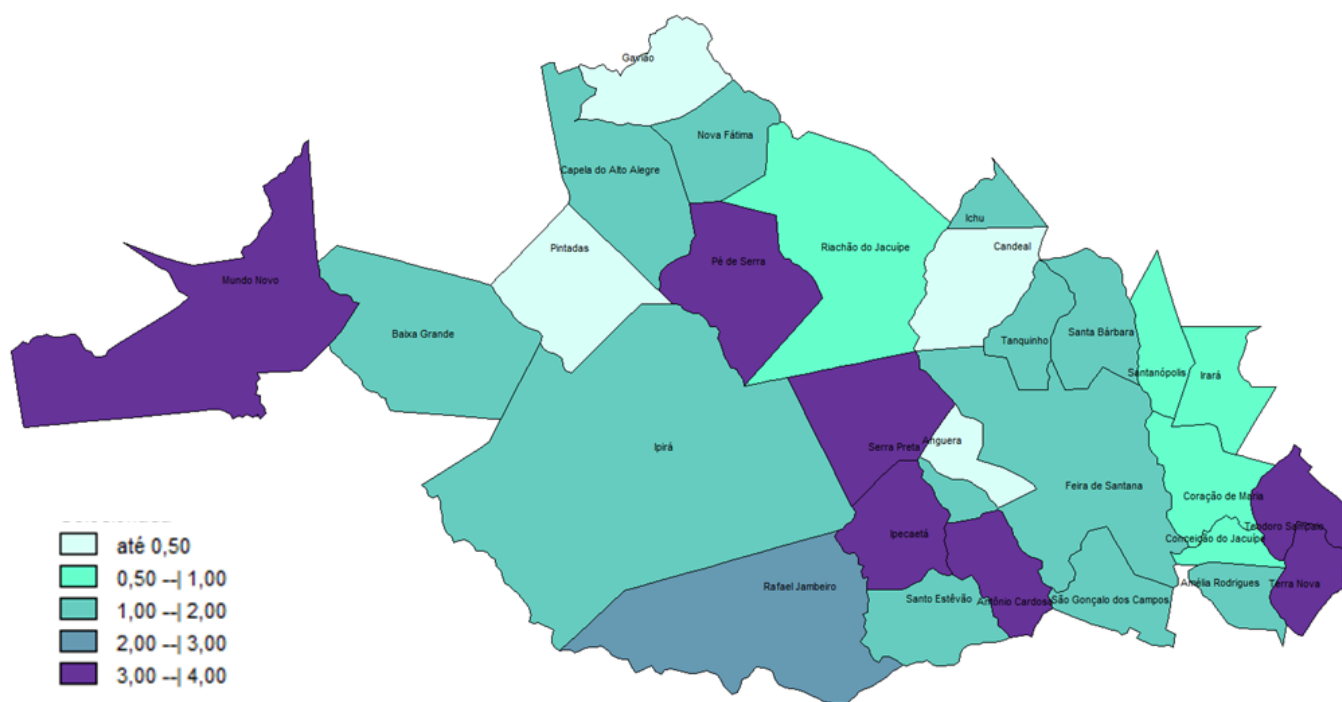 Gavião
Nova Fátima
Capela do Alto Alegre
Ichu
Pintadas
Riachão do Jacuípe
Candeal
Pé de Serra
Mundo Novo
Baixa Grande
Tanquinho
Santa Bárbara
Santanópolis
Irará
Ipirá
Serra Preta
Anguera
Feira de Santana
Coração de Maria
Teodoro Sampaio
Ipecaetá
Conceição do Jacuípe
Rafael Jambeiro
Amélia Rodrigues
Terra Nova
Santo Estêvão
Antônio Cardoso
São Gonçalo dos Campos
até 0,50
0,50 --| 1,00
1,00 --| 2,00
2,00 --| 3,00
3,00 --| 4,00